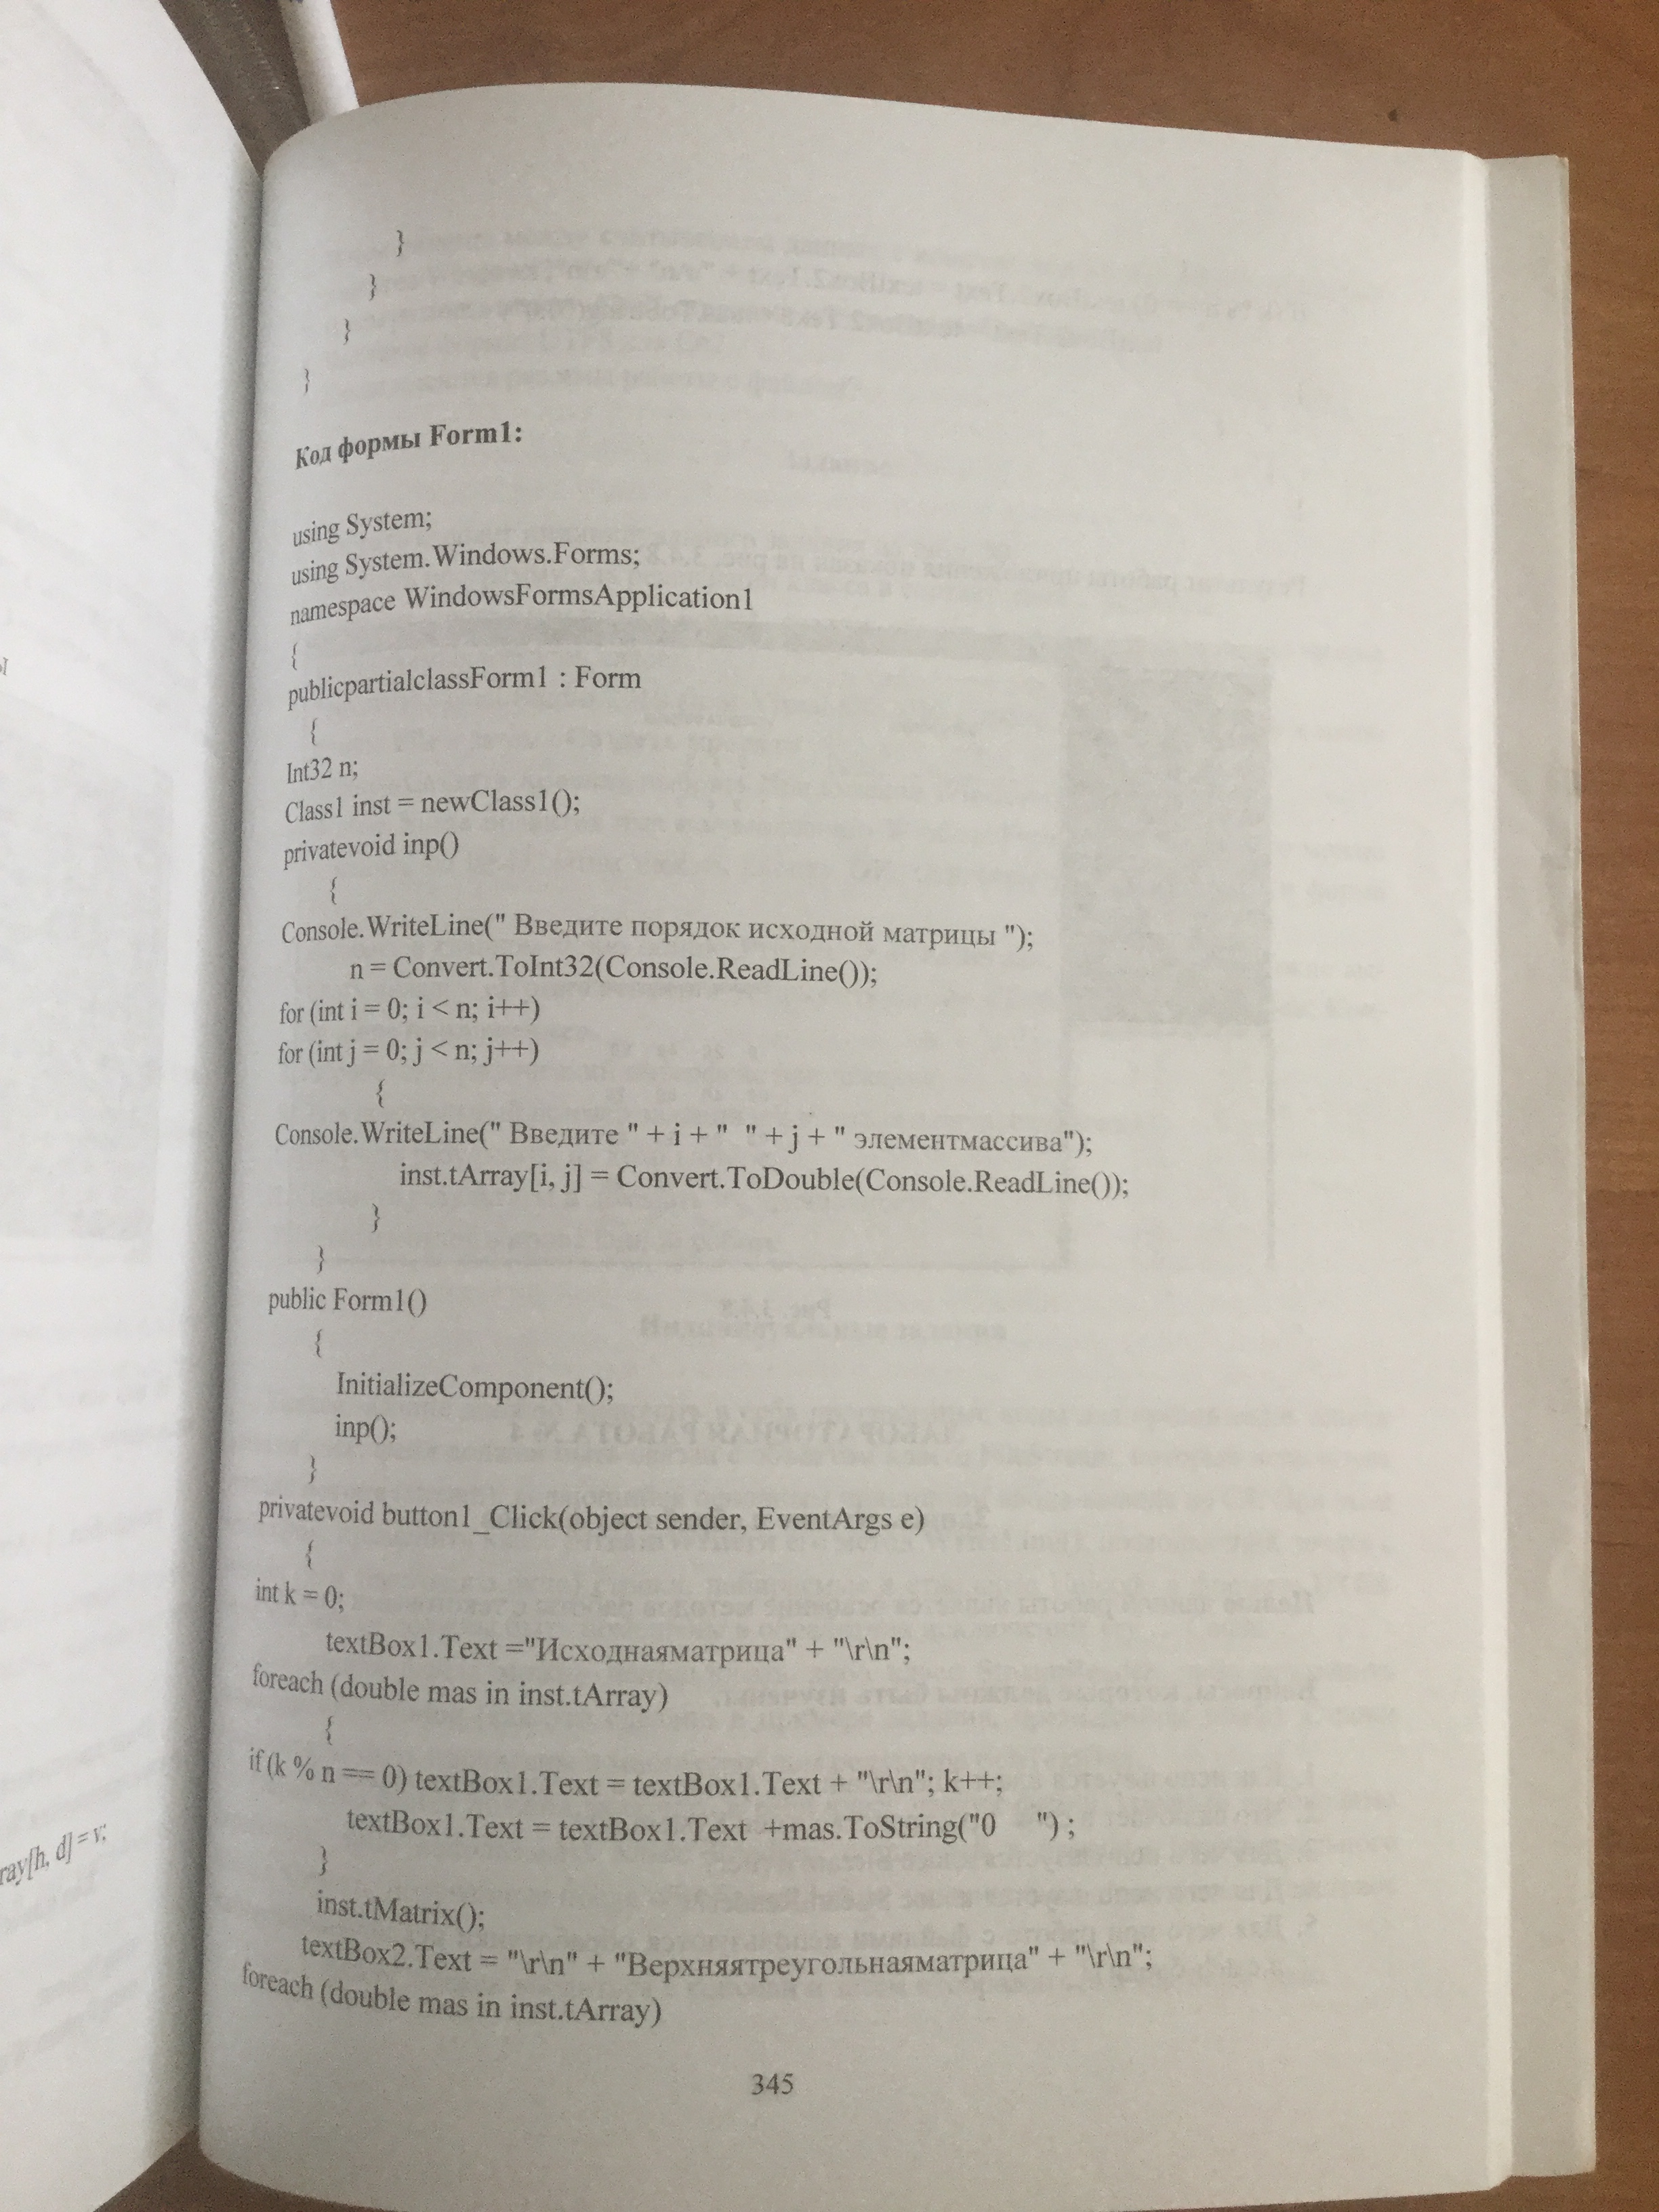 }
}
}
}
Код формы Form1:
using System;
using System.Windows.Forms;
namespace WindowsFormsApplication1
{
publicpartialclassForm1 : Form
{
Int32 n;
Class1 inst = newClass1();
privatevoid inp()
{
Console.WriteLine(" Введите порядок исходной матрицы ");
n = Convert.ToInt32(Console.ReadLine());
for (int i = 0; i < n; i++)
for (int j = 0; j < n; j++)
{
Console.WriteLine(" Введите " + i + "  " + j + " элементмассива");
inst.tArray[i, j] = Convert.ToDouble(Console.ReadLine());
}
}
public Form1()
{
InitializeComponent();
inp();
}
privatevoid button1_Click(object sender, EventArgs e)
{
int k = 0;
textBox1.Text ="Исходнаяматрица" + "\r\n";
foreach (double mas in inst.tArray)
{
if (k % n == 0) textBox1.Text = textBox1.Text + "\r\n"; k++;
textBox1.Text = textBox1.Text  +mas.ToString("0     ") ;
}
inst.tMatrix();
textBox2.Text = "\r\n" + "Верхняятреугольнаяматрица" + "\r\n";
foreach (double mas in inst.tArray)
345
ray[h, d] = v;